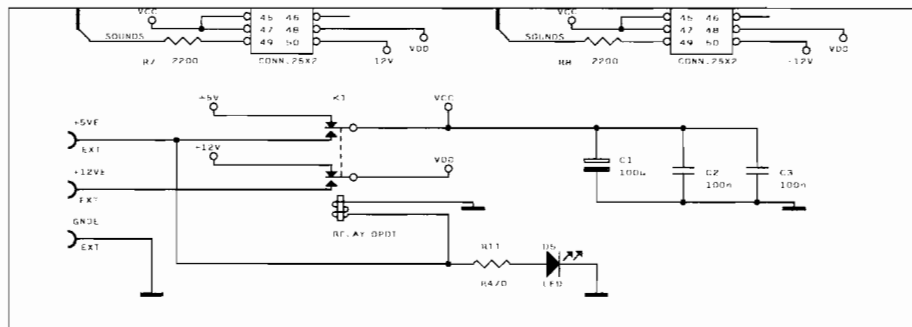 VCC 45 46 VCC 45 46
47 48 47 48
SOUNDS 49 50 VDD SOUNDS 49 50 VDD
R7 2200 CONN.25X2 12V R8 2200 CONN.25X2 -12V
+5V K1 VCC
+5VE
EXT
+12V VDD C1 C2 C3
+12VE 100u 100n 100n
EXT
GNDE RELAY DPDT
EXT R11 D5
R470 LED